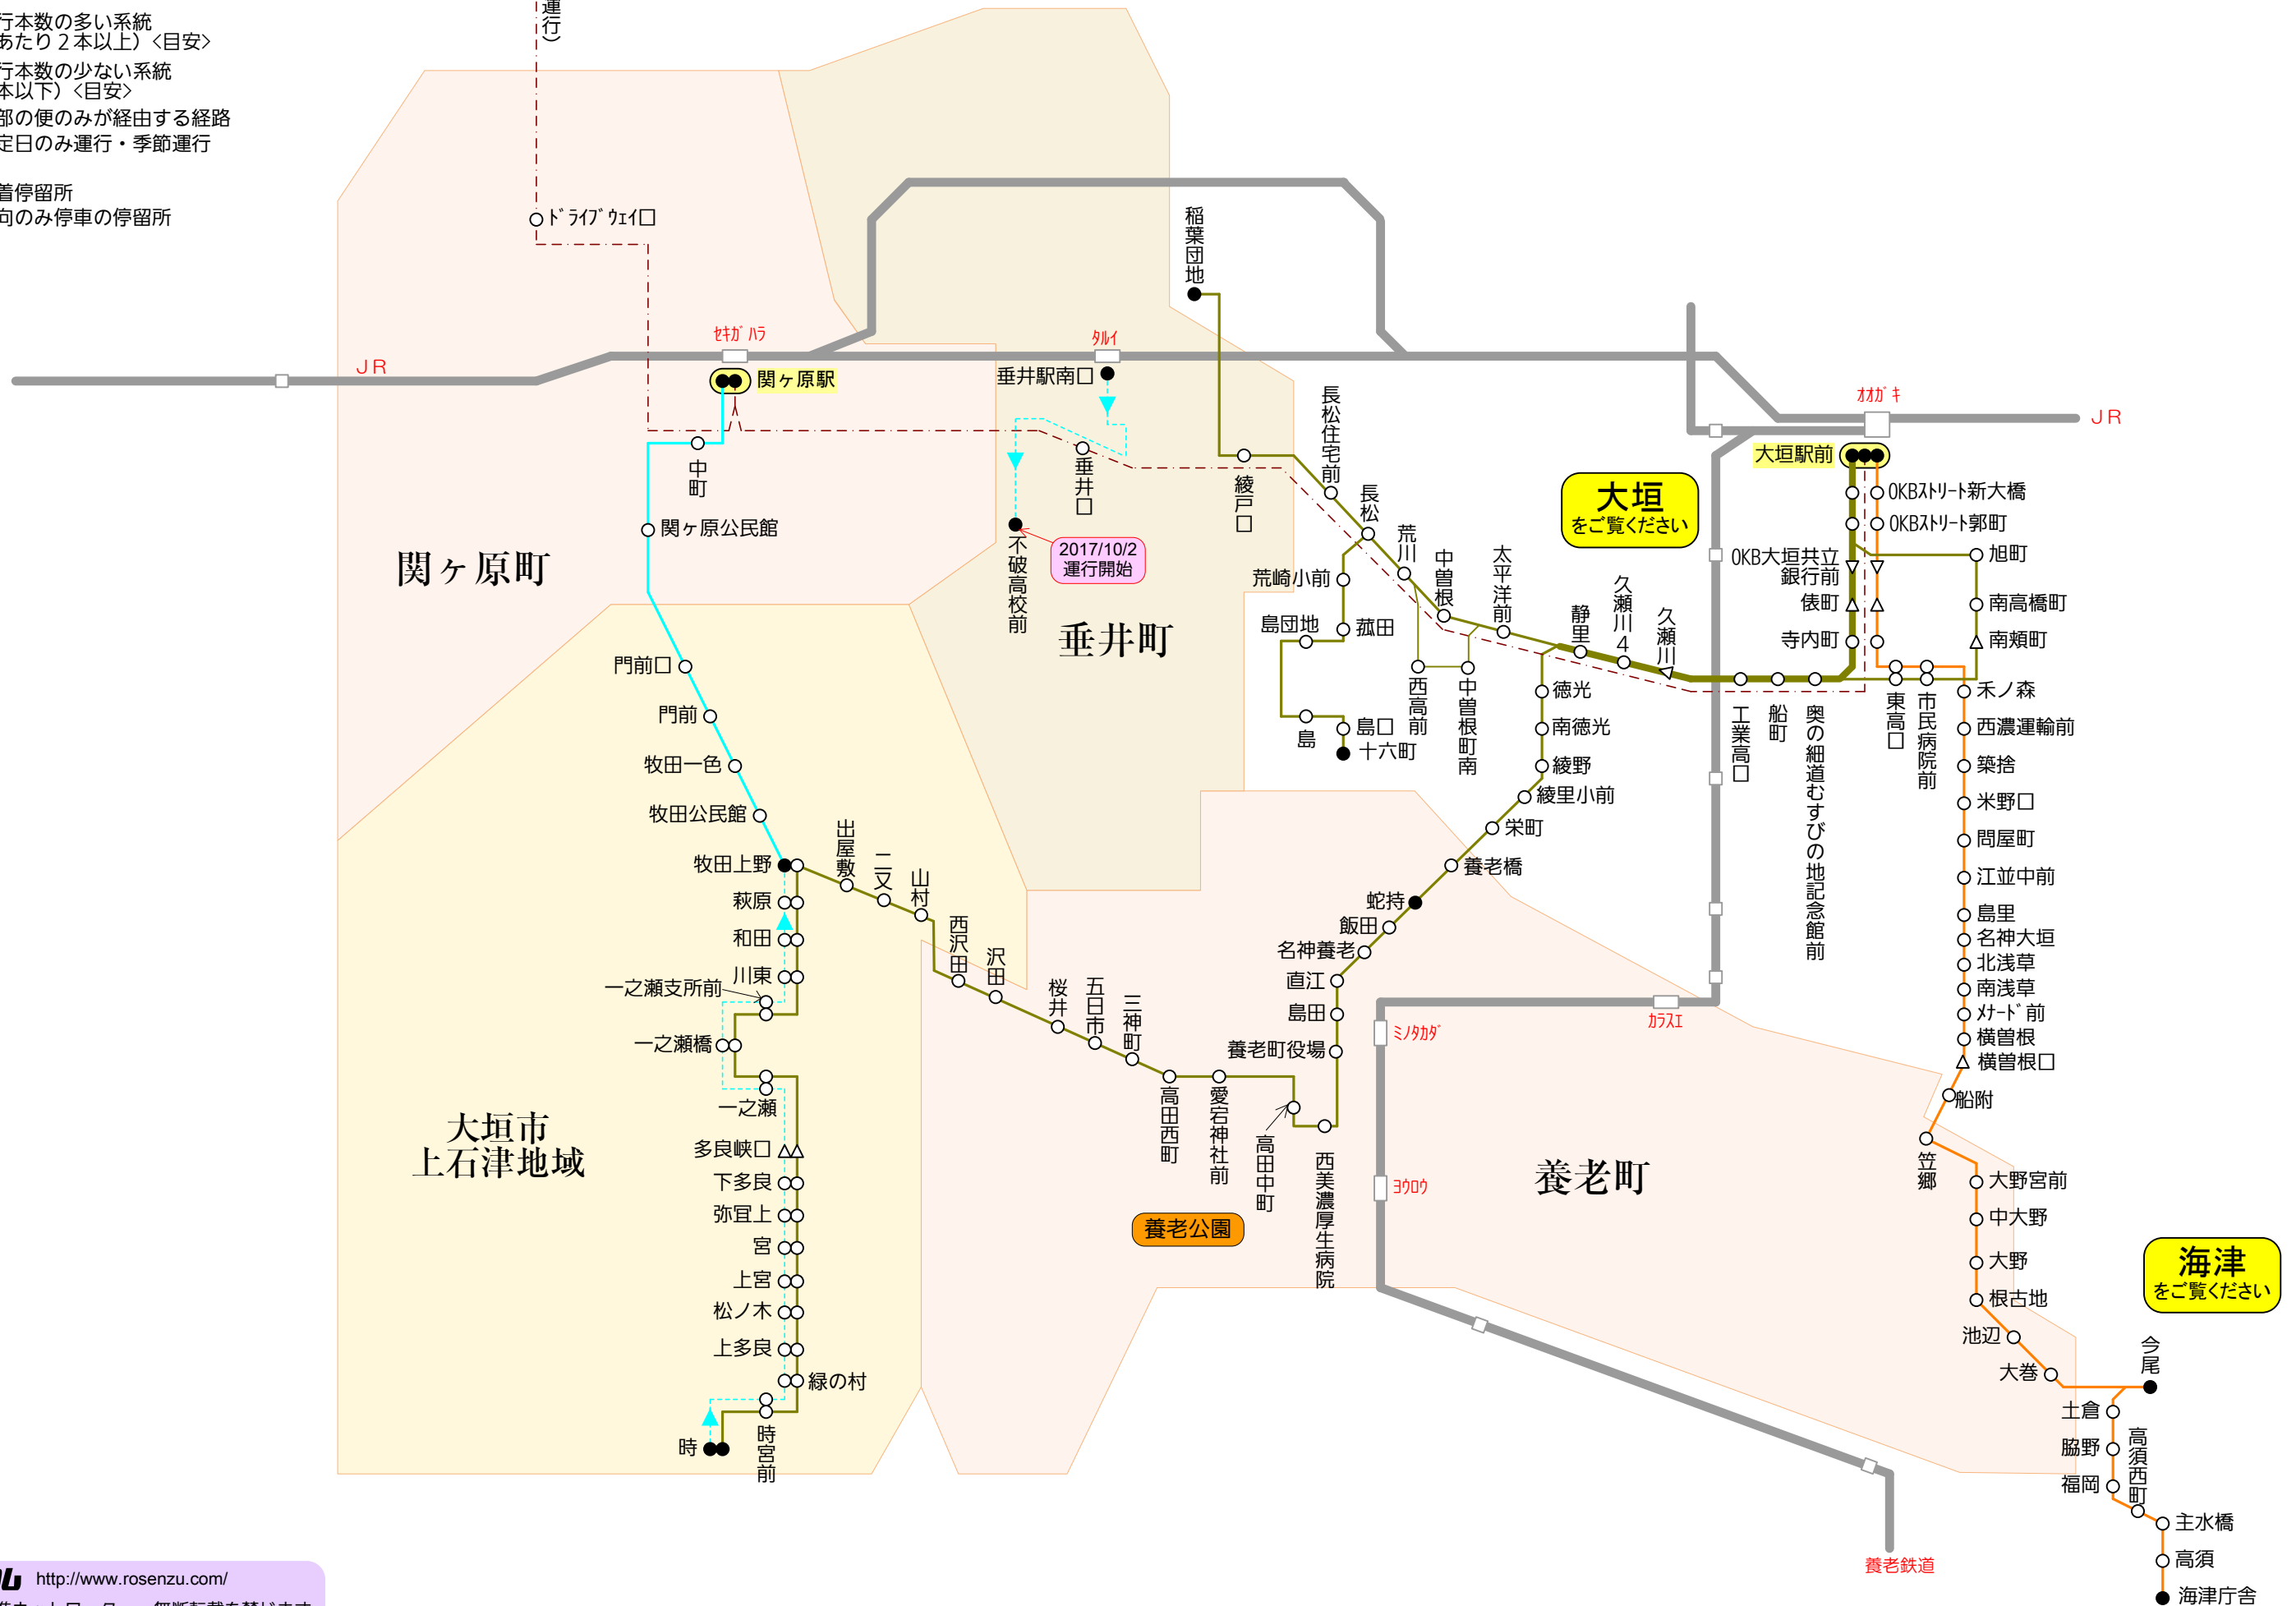 運行）
行本数の多い系統
あたり２本以上）<目安>
行本数の少ない系統
本以下）<目安>
部の便のみが経由する経路
定日のみ運行・季節運行
着停留所
向のみ停車の停留所
ﾄﾞﾗｲﾌﾞｳｪｲ口
稲葉団地
ｾｷｶﾞﾊﾗ
ﾀﾙｲ
ＪＲ
関ヶ原駅
垂井駅南口
長松住宅前
ｵｵｶﾞｷ
ＪＲ
大垣駅前
中町
垂井口
綾戸口
長松
大垣
をご覧ください
OKBｽﾄﾘｰﾄ新大橋
OKBｽﾄﾘｰﾄ郭町
関ヶ原公民館
不破高校前
2017/10/2
運行開始
荒川
中曽根
太平洋前
久瀬川４
久瀬川
静里
OKB大垣共立
銀行前
旭町
関ヶ原町
荒崎小前
俵町
南高橋町
垂井町
島団地
菰田
寺内町
南頬町
門前口
西高前
中曽根町南
徳光
工業高口
船町
奥の細道むすびの地記念館前
東高口
市民病院前
禾ノ森
門前
島
島口
南徳光
西濃運輸前
十六町
牧田一色
綾野
築捨
綾里小前
米野口
牧田公民館
栄町
問屋町
牧田上野
出屋敷
二又
山村
養老橋
江並中前
萩原
蛇持
島里
和田
西沢田
飯田
名神大垣
川東
沢田
名神養老
北浅草
一之瀬支所前
桜井
五日市
三神町
直江
南浅草
島田
ｶﾗｽｴ
ﾒﾅｰﾄﾞ前
一之瀬橋
養老町役場
ﾐﾉﾀｶﾀﾞ
横曽根
横曽根口
一之瀬
高田西町
愛宕神社前
高田中町
西美濃厚生病院
船附
大垣市
上石津地域
多良峡口
養老町
笠郷
下多良
ﾖｳﾛｳ
大野宮前
弥冝上
養老公園
中大野
宮
大野
海津
をご覧ください
上宮
根古地
松ノ木
池辺
今尾
上多良
大巻
緑の村
土倉
時
時宮前
脇野
高須西町
福岡
主水橋
養老鉄道
高須
海津庁舎
http://www.rosenzu.com/